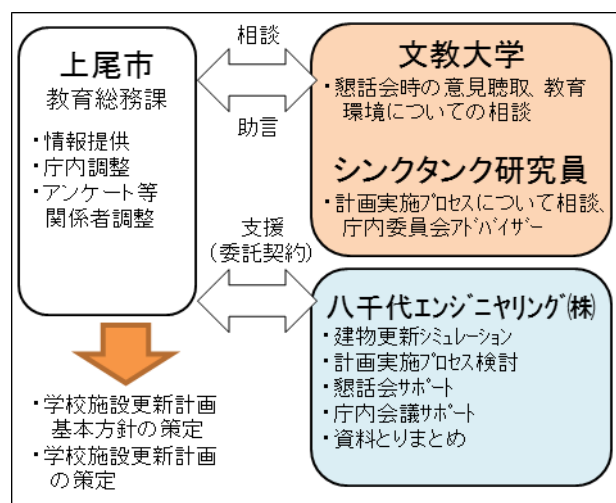 上尾市
教育総務課
・情報提供
・庁内調整
・アンケート等
関係者調整
相談
助言
文教大学
・懇話会時の意見聴取、教育
環境についての相談
シンクタンク研究員
・計画実施プロセスについて相談、
庁内委員会アドバイザー
支援
(委託契約)
八千代エンジニヤリング㈱
・建物更新シミュレーション
・計画実施プロセス検討
・懇話会サポート
・庁内会議サポート
・資料とりまとめ
・学校施設更新計画
基本方針の策定
・学校施設更新計画
の策定